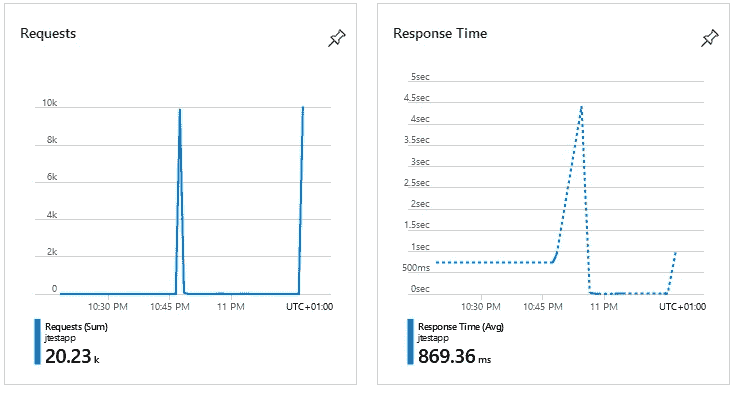 Requests
10k
8k
6k
4k
2k
0
10:30 PM 10:45 PM 11 PM UTC+01:00
Requests (Sum)
jtestapp
20.23 k
Response Time
5sec
4.5sec
4sec
3.5sec
3sec
2.5sec
2sec
1.5sec
1sec
500ms
0sec
10:30 PM 10:45 PM 11 PM UTC+01:00
Response Time (Avg)
jtestapp
869.36 ms